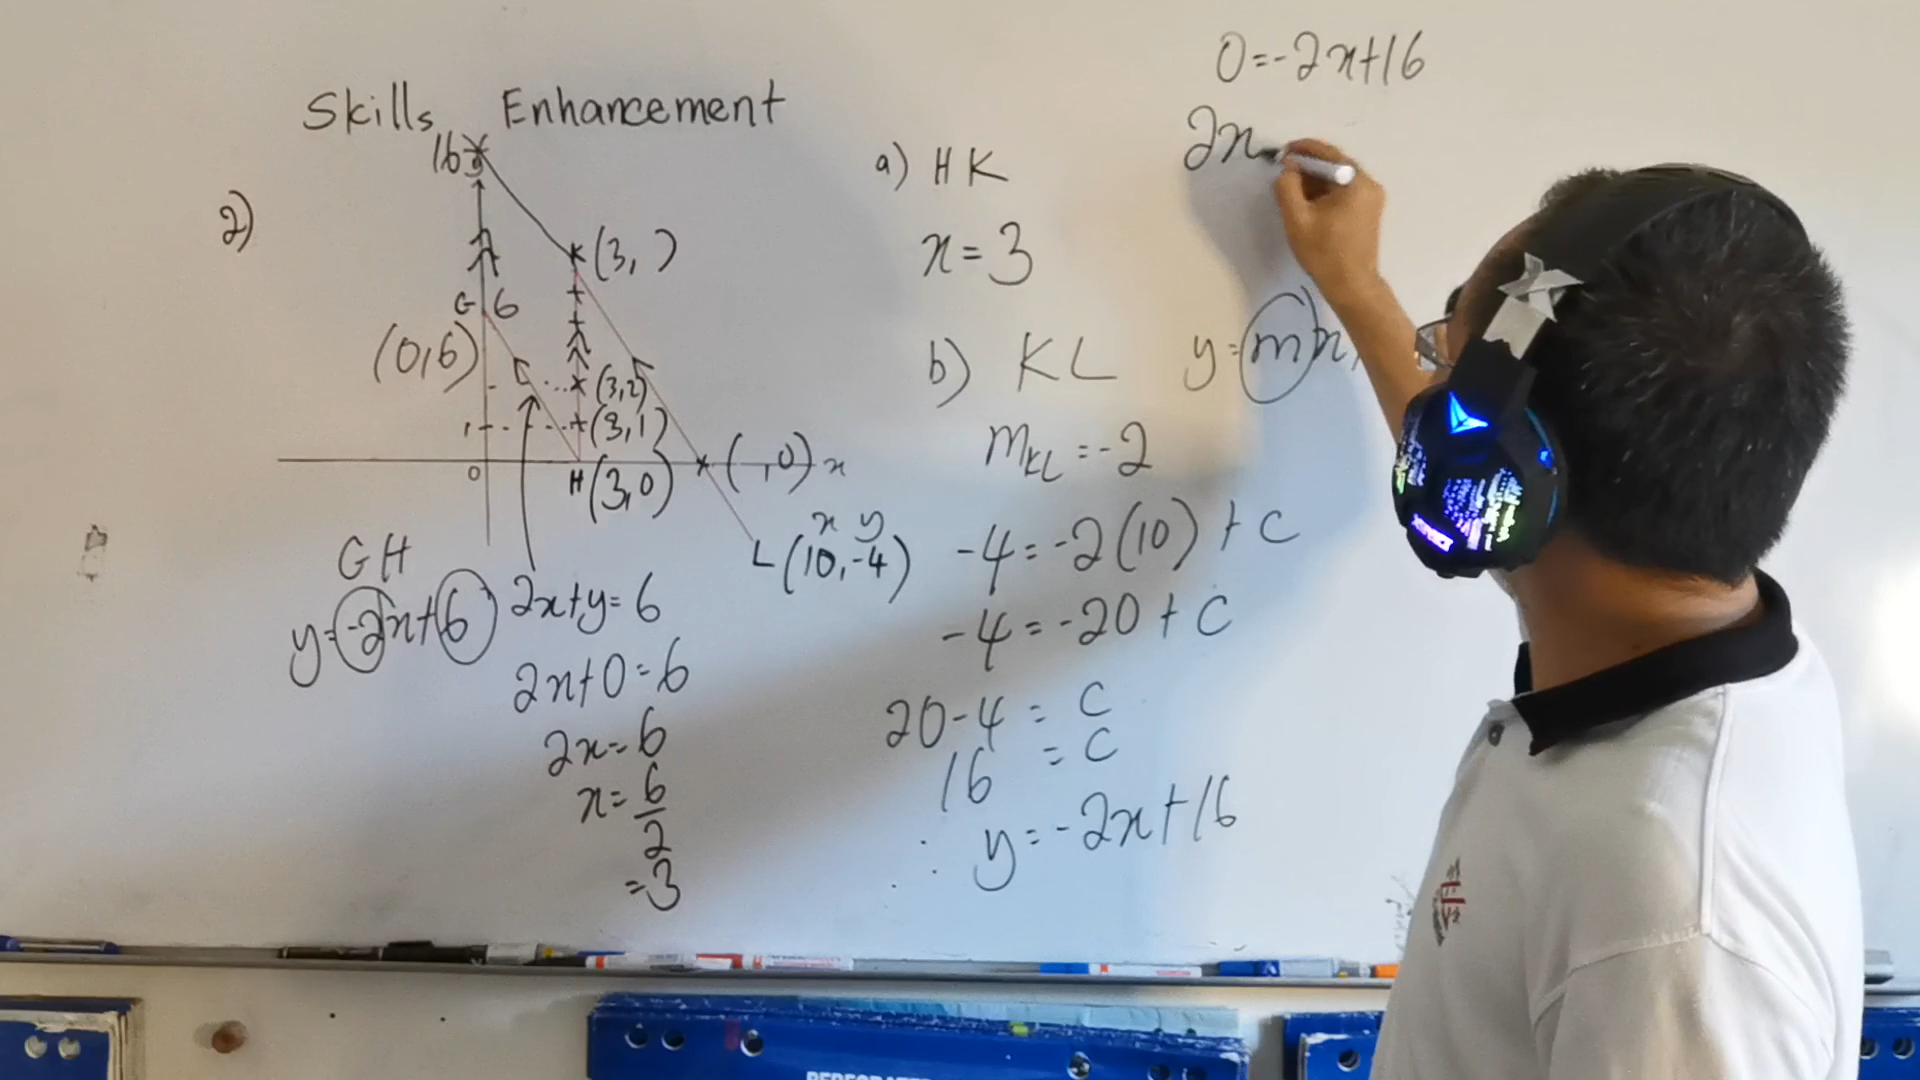 Skills Enhancement
2)
16
K (3, )
G 6
(0,6)
(3,2)
1
(3,1)
0
H (3,0)
( ,0) x
x y
L (10,-4)
GH
y=-2x+6
2x+y=6
2x+0=6
2x=6
x=6/2
=3
a) HK
x=3
b) KL
y=mx
mKL=-2
-4=-2(10)+c
-4=-20+c
20-4=c
16=c
∴ y=-2x+16
0=-2x+16
2x